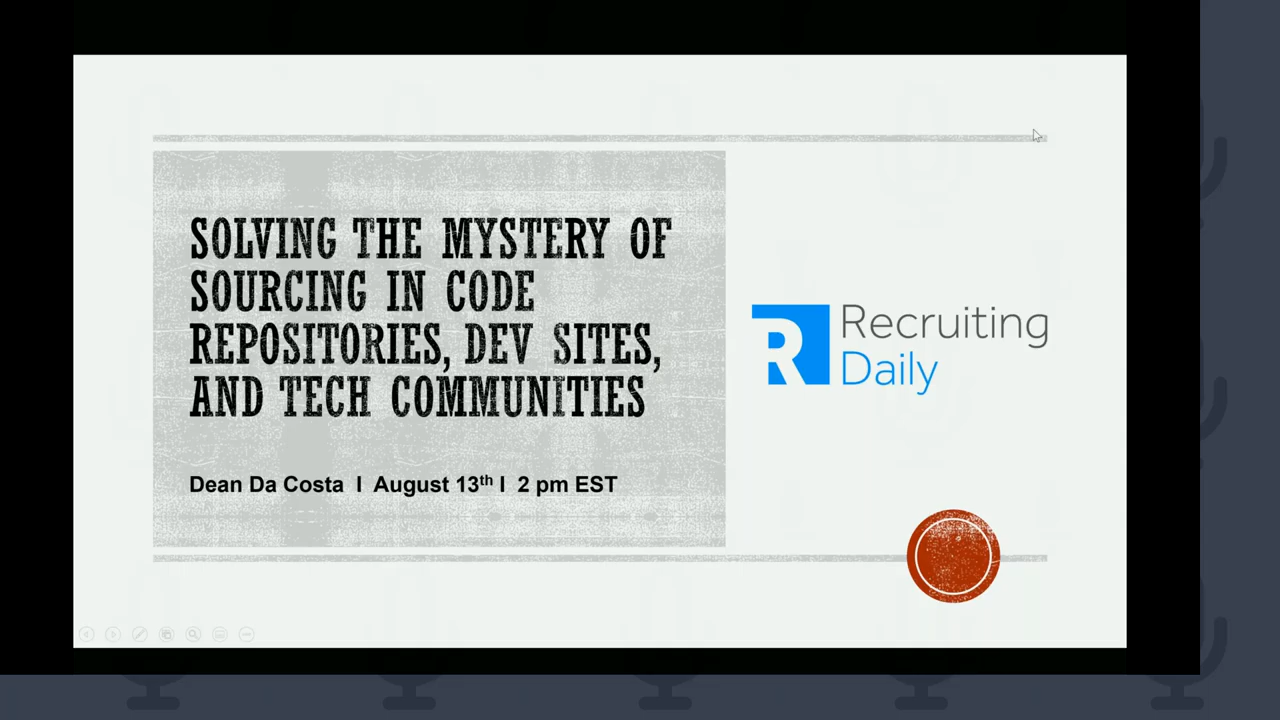 SOLVING THE MYSTERY OF
SOURCING IN CODE
REPOSITORIES, DEV SITES,
AND TECH COMMUNITIES
Dean Da Costa I August 13th I 2 pm EST
Recruiting
Daily